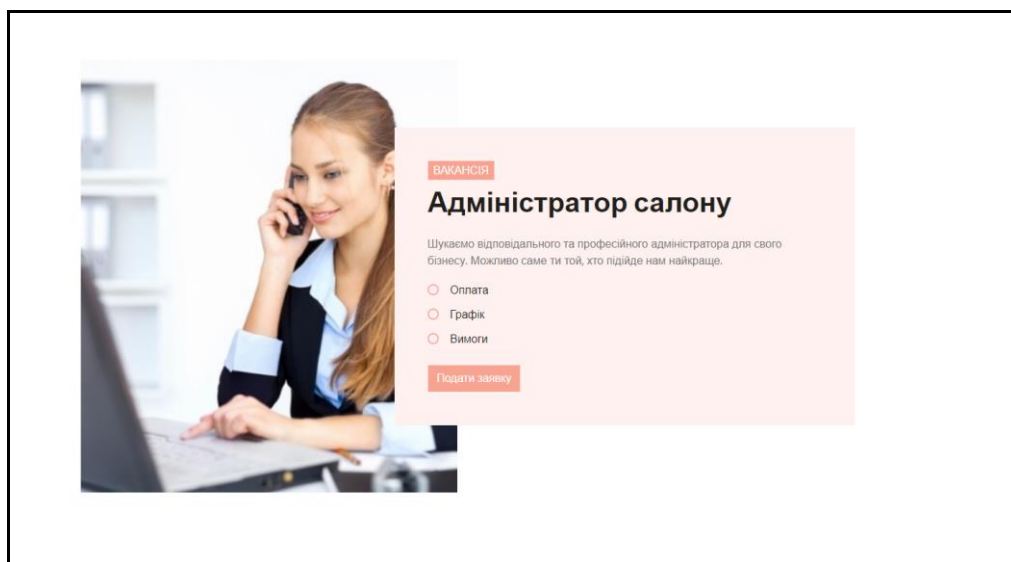 ВАКАНСІЯ
Адміністратор салону
Шукаємо відповідального та професійного адміністратора для свого
бізнесу. Можливо саме ти той, хто підійде нам найкраще.
Оплата
Графік
Вимоги
Подати заявку